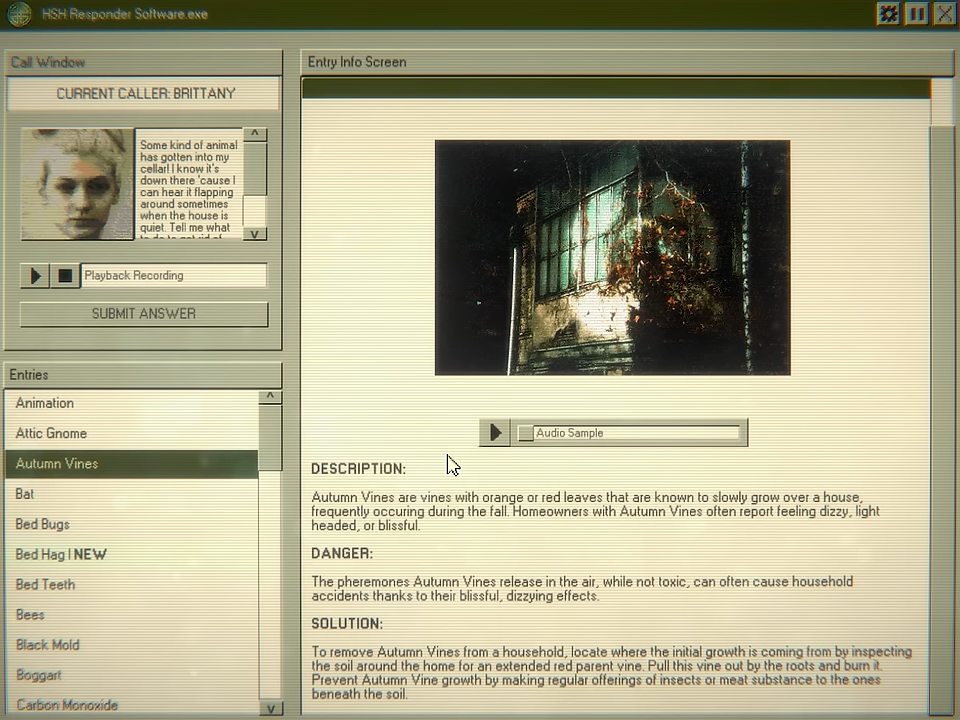 HSH Responder Software.exe
Call Window
CURRENT CALLER: BRITTANY
Some kind of animal
has gotten into my
cellar! I know it's
down there 'cause I
can hear it flapping
around sometimes
when the house is
quiet. Tell me what
to do to get rid of
Playback Recording
SUBMIT ANSWER
Entries
Animation
Attic Gnome
Autumn Vines
Bat
Bed Bugs
Bed Hag | NEW
Bed Teeth
Bees
Black Mold
Boggart
Carbon Monoxide
Entry Info Screen
Audio Sample
DESCRIPTION:
Autumn Vines are vines with orange or red leaves that are known to slowly grow over a house,
frequently occuring during the fall. Homeowners with Autumn Vines often report feeling dizzy, light
headed, or blissful.
DANGER:
The pheremones Autumn Vines release in the air, while not toxic, can often cause household
accidents thanks to their blissful, dizzying effects.
SOLUTION:
To remove Autumn Vines from a household, locate where the initial growth is coming from by inspecting
the soil around the home for an extended red parent vine. Pull this vine out by the roots and burn it.
Prevent Autumn Vine growth by making regular offerings of insects or meat substance to the ones
beneath the soil.